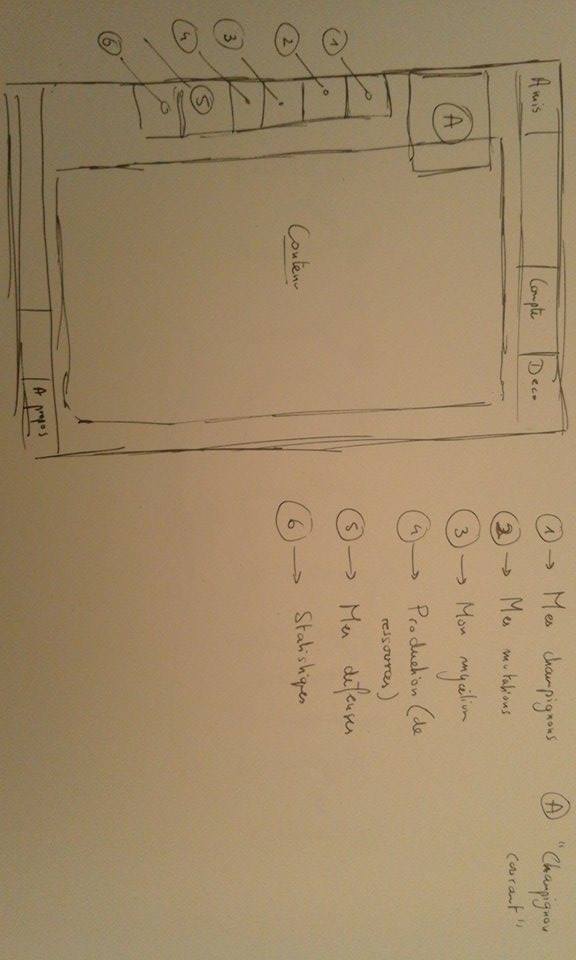 Amis
Compte
Deco
A
1
2
3
4
5
6
Contenu
A propos
1 → Mes champignons
2 → Mes mutations
3 → Mon mycélium
4 → Production (de
ressources)
5 → Mes défenses
6 → Statistiques
A "Champignon
courant"